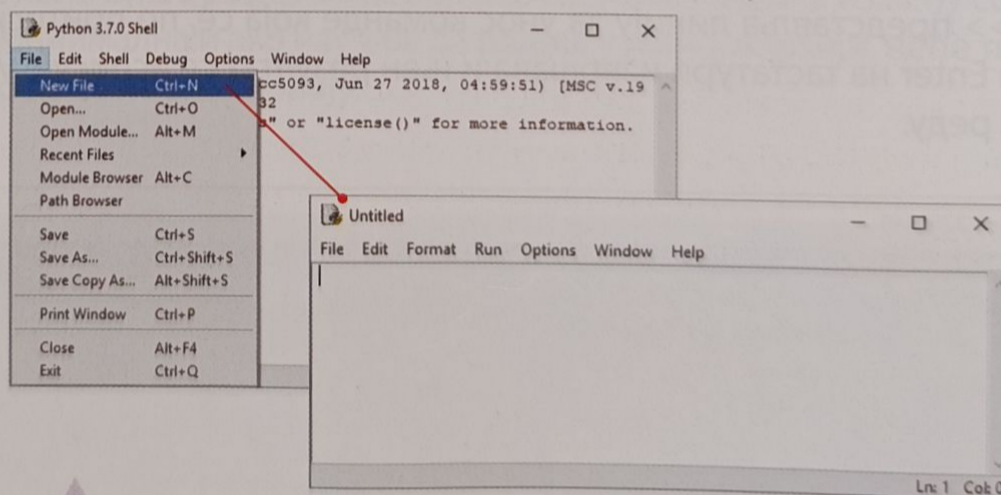 Python 3.7.0 Shell
File Edit Shell Debug Options Window Help
New File Ctrl+N
Open... Ctrl+O
Open Module... Alt+M
Recent Files
Module Browser Alt+C
Path Browser
Save Ctrl+S
Save As... Ctrl+Shift+S
Save Copy As... Alt+Shift+S
Print Window Ctrl+P
Close Alt+F4
Exit Ctrl+Q
cc5093, Jun 27 2018, 04:59:51) [MSC v.19
32
" or "license()" for more information.
Untitled
File Edit Format Run Options Window Help
Ln: 1 Col: 0